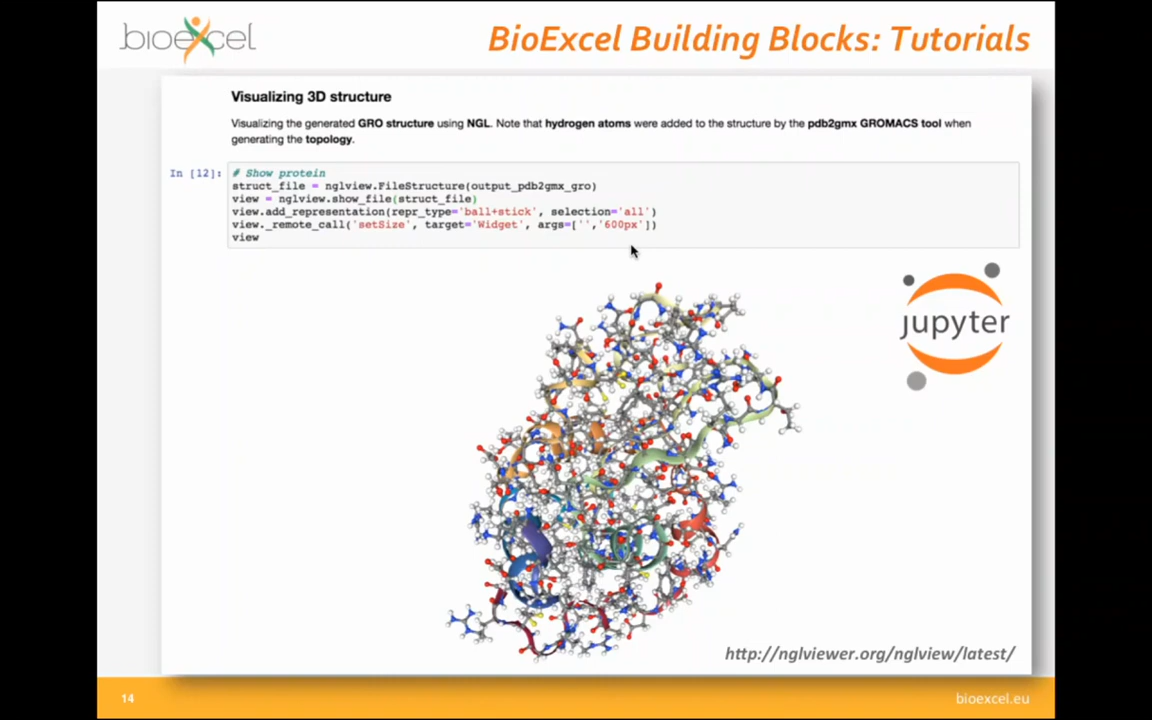 bioexcel
BioExcel Building Blocks: Tutorials
Visualizing 3D structure
Visualizing the generated GRO structure using NGL. Note that hydrogen atoms were added to the structure by the pdb2gmx GROMACS tool when
generating the topology.
In [12]:
# Show protein
struct_file = nglview.FileStructure(output_pdb2gmx_gro)
view = nglview.show_file(struct_file)
view.add_representation(repr_type='ball+stick', selection='all')
view._remote_call('setSize', target='Widget', args=['','600px'])
view
jupyter
http://nglviewer.org/nglview/latest/
14
bioexcel.eu